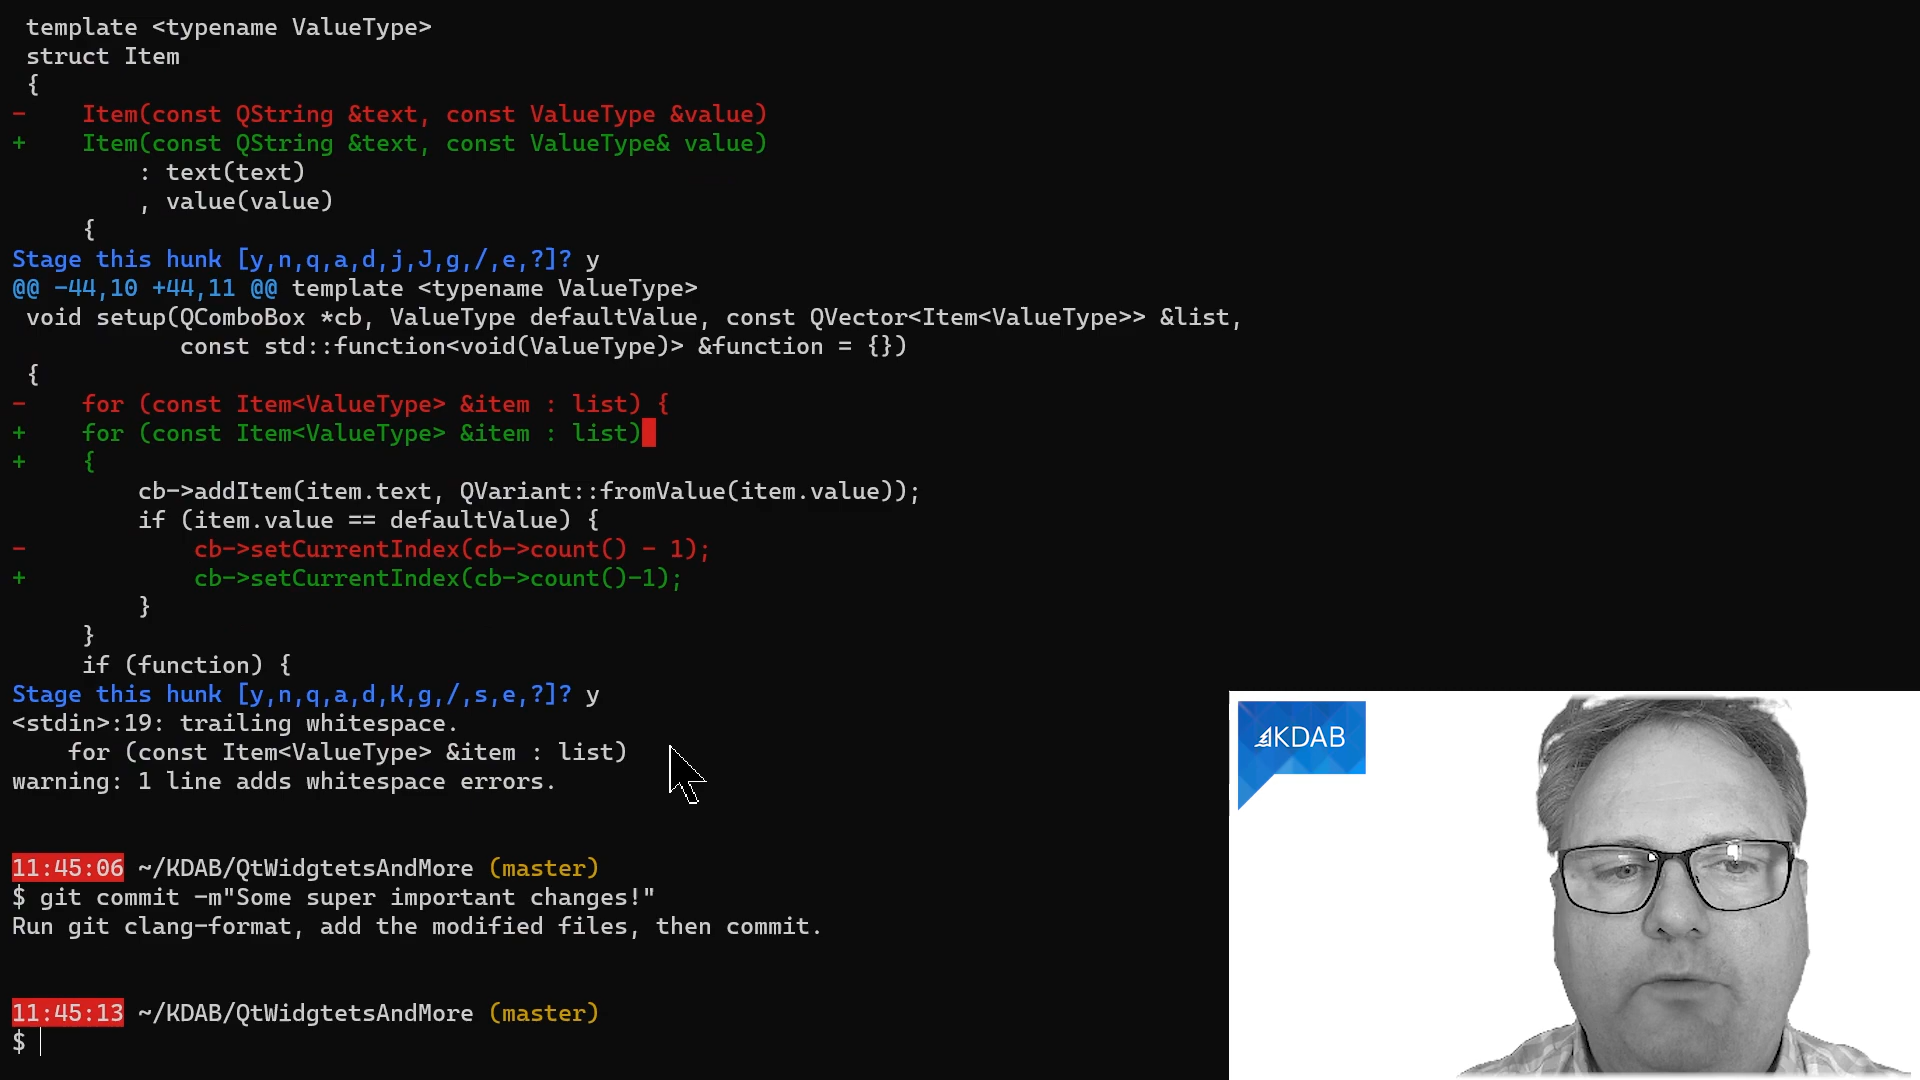 template <typename ValueType>
struct Item
{
-    Item(const QString &text, const ValueType &value)
+    Item(const QString &text, const ValueType& value)
         : text(text)
         , value(value)
     {
Stage this hunk [y,n,q,a,d,j,J,g,/,e,?]? y
@@ -44,10 +44,11 @@ template <typename ValueType>
 void setup(QComboBox *cb, ValueType defaultValue, const QVector<Item<ValueType>> &list,
            const std::function<void(ValueType)> &function = {})
 {
-    for (const Item<ValueType> &item : list) {
+    for (const Item<ValueType> &item : list)
+    {
         cb->addItem(item.text, QVariant::fromValue(item.value));
         if (item.value == defaultValue) {
-            cb->setCurrentIndex(cb->count() - 1);
+            cb->setCurrentIndex(cb->count()-1);
         }
     }
     if (function) {
Stage this hunk [y,n,q,a,d,K,g,/,s,e,?]? y
<stdin>:19: trailing whitespace.
    for (const Item<ValueType> &item : list)
warning: 1 line adds whitespace errors.
11:45:06 ~/KDAB/QtWidgtetsAndMore (master)
$ git commit -m"Some super important changes!"
Run git clang-format, add the modified files, then commit.
11:45:13 ~/KDAB/QtWidgtetsAndMore (master)
$
KDAB